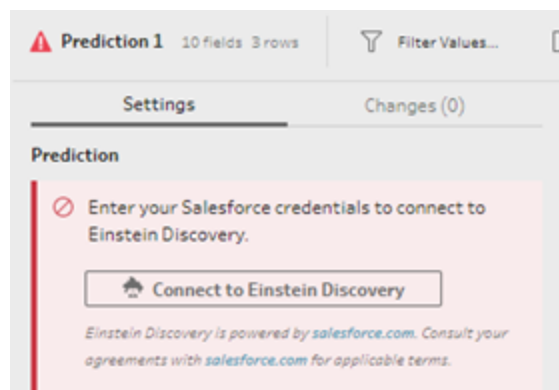 Prediction 1 10 fields 3 rows Filter Values...
Settings Changes (0)
Prediction
Enter your Salesforce credentials to connect to
Einstein Discovery.
Connect to Einstein Discovery
Einstein Discovery is powered by salesforce.com. Consult your
agreements with salesforce.com for applicable terms.